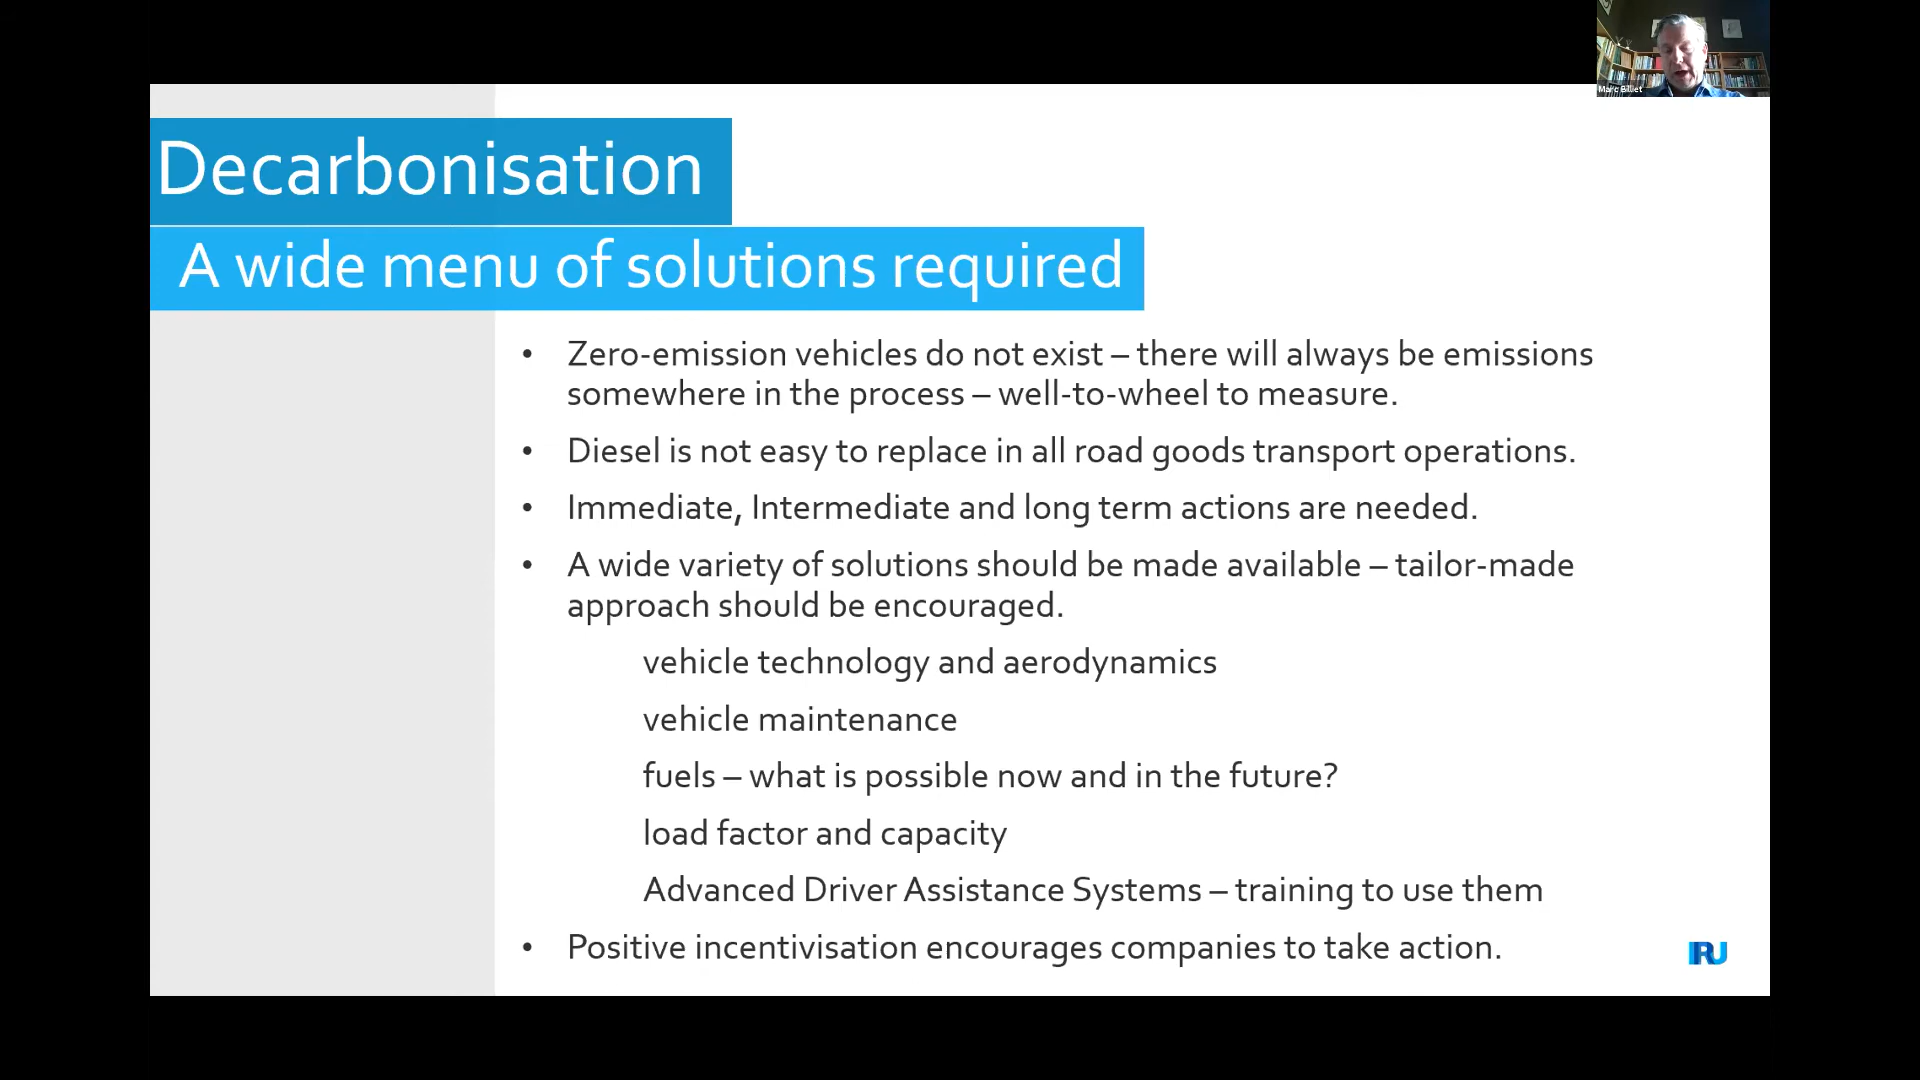 Marc Billet
Decarbonisation
A wide menu of solutions required
• Zero-emission vehicles do not exist – there will always be emissions
somewhere in the process – well-to-wheel to measure.
• Diesel is not easy to replace in all road goods transport operations.
• Immediate, Intermediate and long term actions are needed.
• A wide variety of solutions should be made available – tailor-made
approach should be encouraged.
vehicle technology and aerodynamics
vehicle maintenance
fuels – what is possible now and in the future?
load factor and capacity
Advanced Driver Assistance Systems – training to use them
• Positive incentivisation encourages companies to take action.
IRU